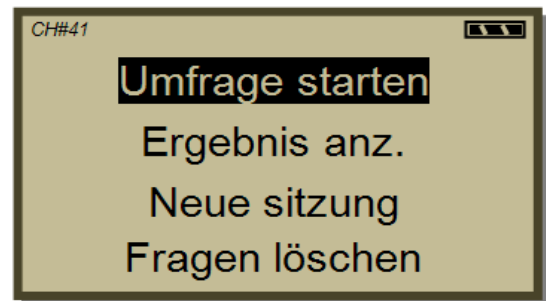 CH#41
Umfrage starten
Ergebnis anz.
Neue sitzung
Fragen löschen